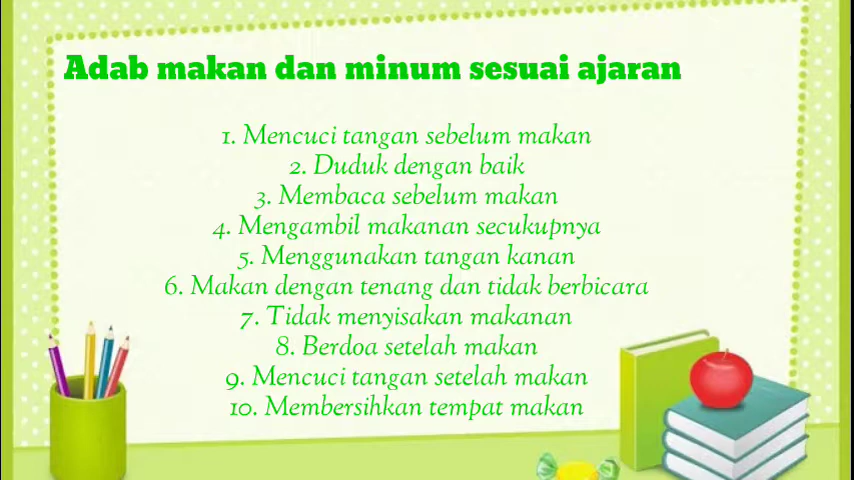 Adab makan dan minum sesuai ajaran
1. Mencuci tangan sebelum makan
2. Duduk dengan baik
3. Membaca sebelum makan
4. Mengambil makanan secukupnya
5. Menggunakan tangan kanan
6. Makan dengan tenang dan tidak berbicara
7. Tidak menyisakan makanan
8. Berdoa setelah makan
9. Mencuci tangan setelah makan
10. Membersihkan tempat makan